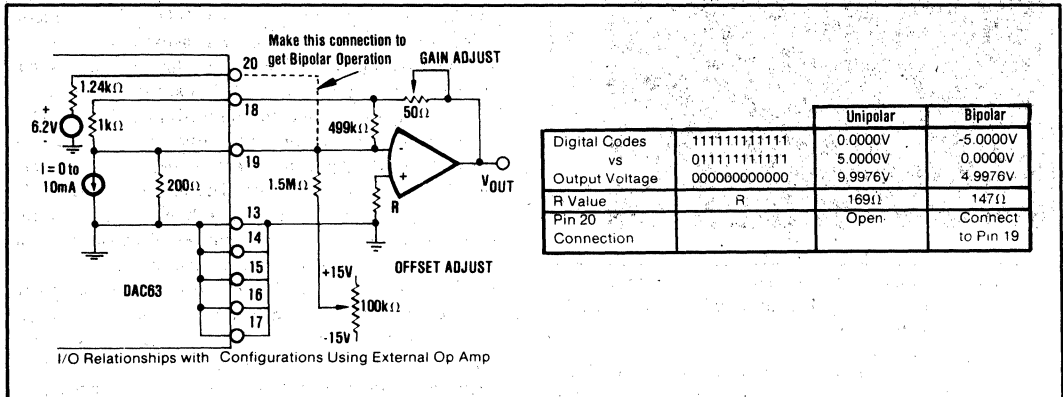 Make this connection to
get Bipolar Operation
GAIN ADJUST
20
1.24kΩ
18
50Ω
+
6.2V
1kΩ
499kΩ
19
-
+
VOUT
I = 0 to
10mA
200Ω
1.5MΩ
R
13
14
15
16
17
DAC63
+15V
OFFSET ADJUST
100kΩ
-15V
I/O Relationships with Configurations Using External Op Amp
Unipolar Bipolar
Digital Codes 111111111111 0.0000V -5.0000V
vs 011111111111 5.0000V 0.0000V
Output Voltage 000000000000 9.9976V 4.9976V
R Value R 169Ω 147Ω
Pin 20 Open Connect
Connection to Pin 19